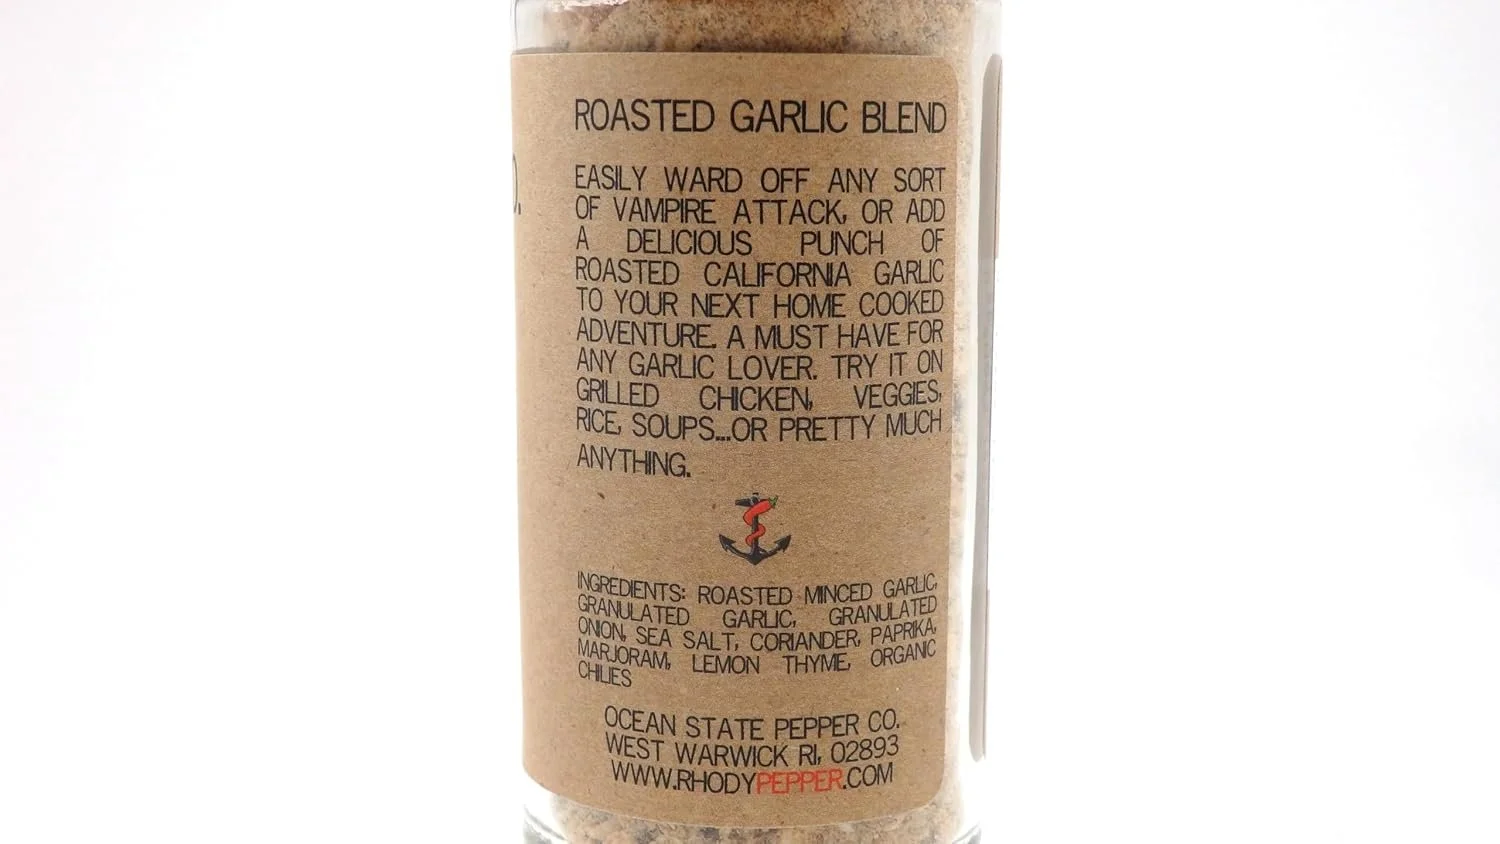 ROASTED GARLIC BLEND
EASILY WARD OFF ANY SORT
OF VAMPIRE ATTACK, OR ADD
A DELICIOUS PUNCH OF
ROASTED CALIFORNIA GARLIC
TO YOUR NEXT HOME COOKED
ADVENTURE. A MUST HAVE FOR
ANY GARLIC LOVER. TRY IT ON
GRILLED CHICKEN, VEGGIES,
RICE, SOUPS...OR PRETTY MUCH
ANYTHING.
INGREDIENTS: ROASTED MINCED GARLIC,
GRANULATED GARLIC, GRANULATED
ONION, SEA SALT, CORIANDER, PAPRIKA,
MARJORAM, LEMON THYME, ORGANIC
CHILIES
OCEAN STATE PEPPER CO.
WEST WARWICK RI, 02893
WWW.RHODYPEPPER.COM